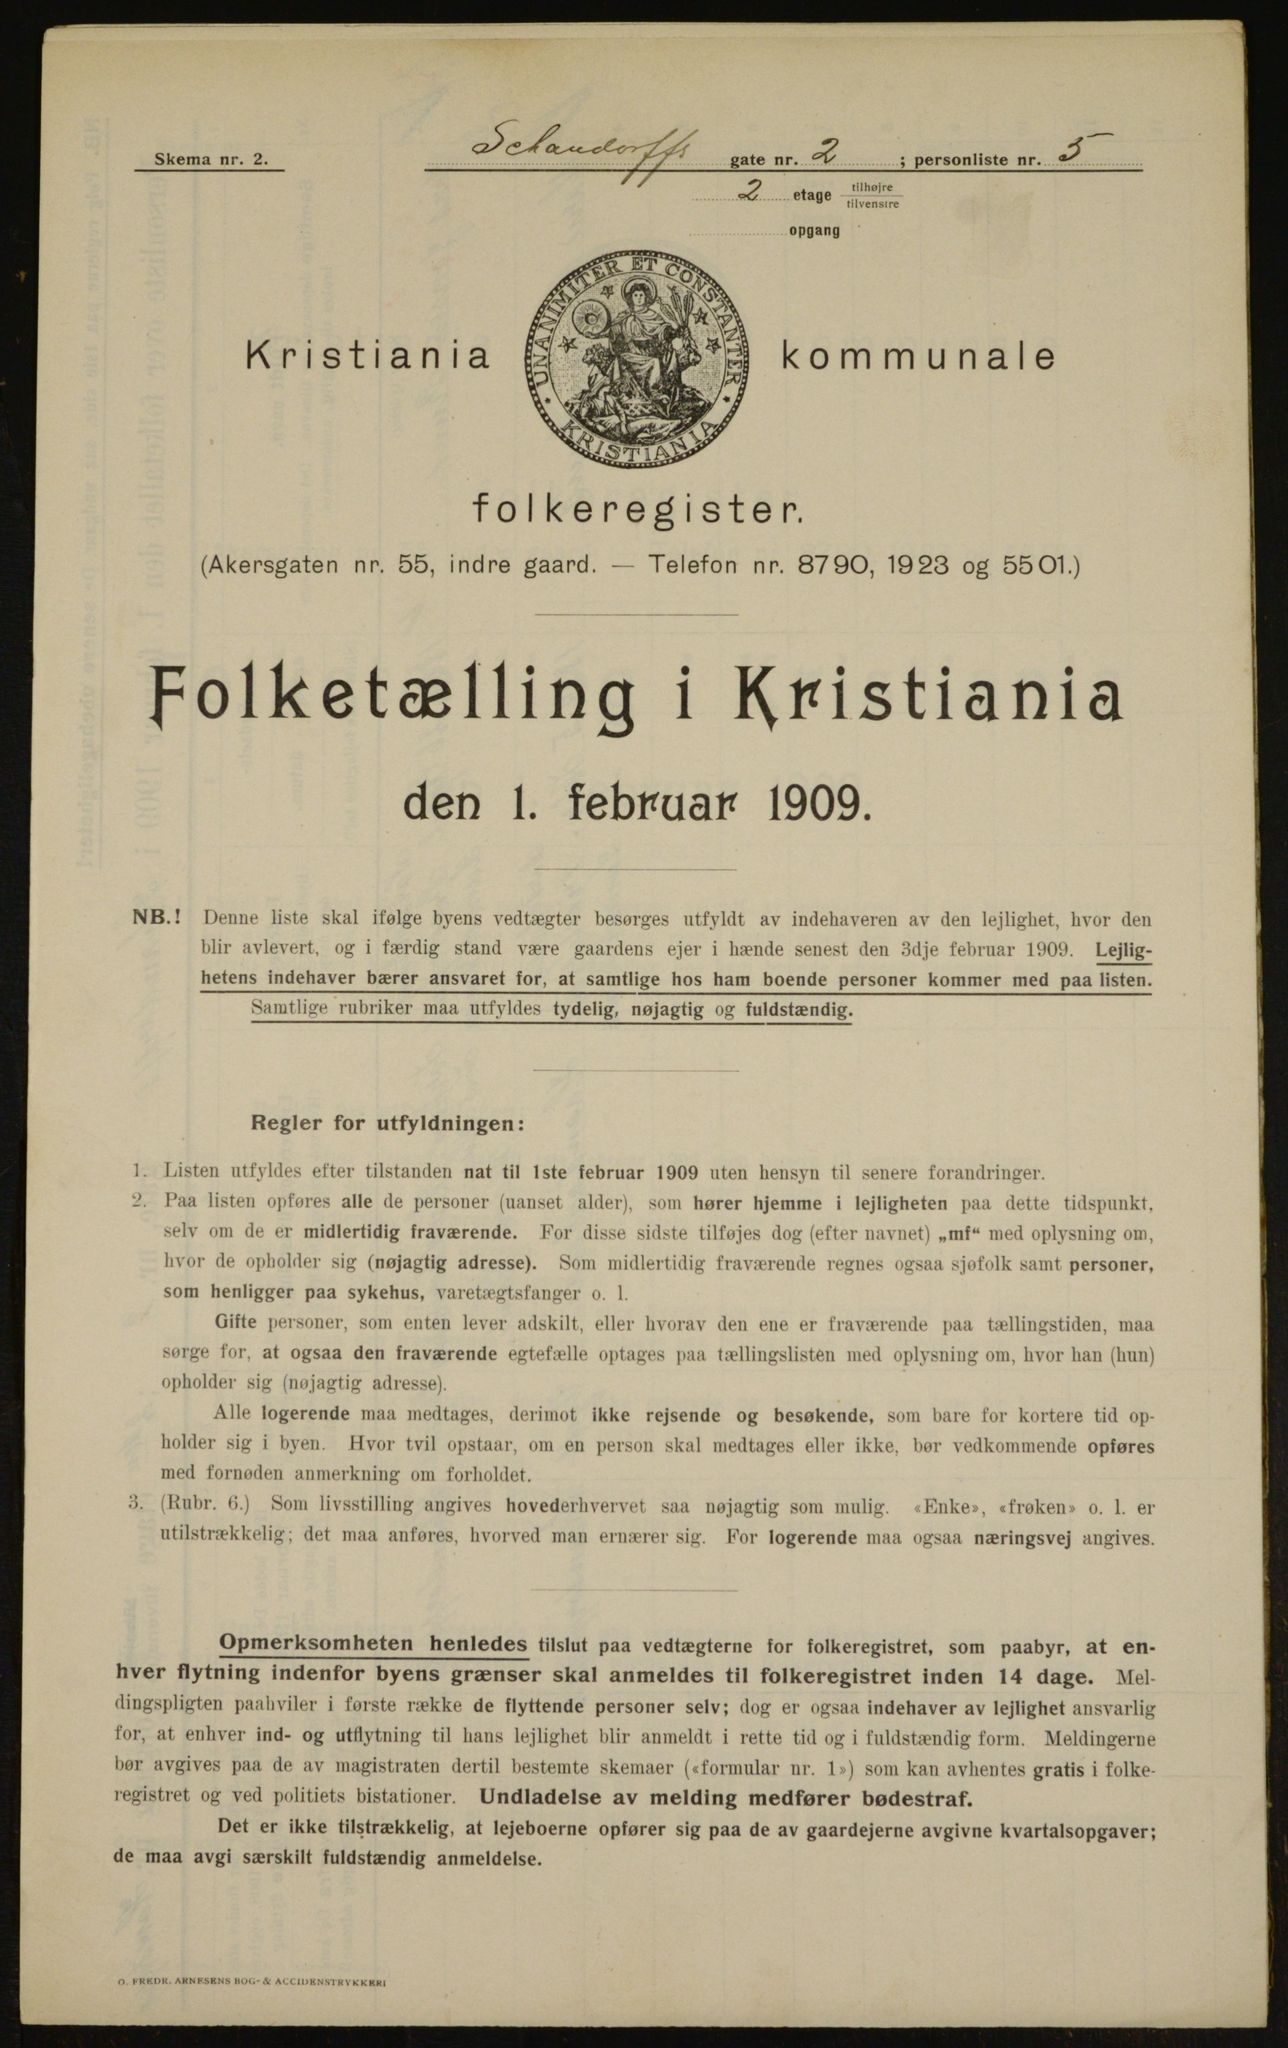 Skema nr. 2.
Schandorffs gate nr. 2 ; personliste nr. 5
2 etage tilhøjre
tilvenstre
opgang
UNANIMITER ET CONSTANTER
KRISTIANIA
Kristiania kommunale
folkeregister.
(Akersgaten nr. 55, indre gaard. — Telefon nr. 8790, 1923 og 5501.)
Folketælling i Kristiania
den 1. februar 1909.
NB.! Denne liste skal ifølge byens vedtægter besørges utfyldt av indehaveren av den lejlighet, hvor den
blir avlevert, og i færdig stand være gaardens ejer i hænde senest den 3dje februar 1909. Lejlig-
hetens indehaver bærer ansvaret for, at samtlige hos ham boende personer kommer med paa listen.
Samtlige rubriker maa utfyldes tydelig, nøjagtig og fuldstændig.
Regler for utfyldningen:
1. Listen utfyldes efter tilstanden nat til 1ste februar 1909 uten hensyn til senere forandringer.
2. Paa listen opføres alle de personer (uanset alder), som hører hjemme i lejligheten paa dette tidspunkt,
selv om de er midlertidig fraværende. For disse sidste tilføjes dog (efter navnet) „mf“ med oplysning om,
hvor de opholder sig (nøjagtig adresse). Som midlertidig fraværende regnes ogsaa sjøfolk samt personer,
som henligger paa sykehus, varetægtsfanger o. l.
Gifte personer, som enten lever adskilt, eller hvorav den ene er fraværende paa tællingstiden, maa
sørge for, at ogsaa den fraværende egtefælle optages paa tællingslisten med oplysning om, hvor han (hun)
opholder sig (nøjagtig adresse).
Alle logerende maa medtages, derimot ikke rejsende og besøkende, som bare for kortere tid op-
holder sig i byen. Hvor tvil opstaar, om en person skal medtages eller ikke, bør vedkommende opføres
med fornøden anmerkning om forholdet.
3. (Rubr. 6.) Som livsstilling angives hovederhvervet saa nøjagtig som mulig. «Enke», «frøken» o. l. er
utilstrækkelig; det maa anføres, hvorved man ernærer sig. For logerende maa ogsaa næringsvej angives.
Opmerksomheten henledes tilslut paa vedtægterne for folkeregistret, som paabyr, at en-
hver flytning indenfor byens grænser skal anmeldes til folkeregistret inden 14 dage. Mel-
dingspligten paahviler i første række de flyttende personer selv; dog er ogsaa indehaver av lejlighet ansvarlig
for, at enhver ind- og utflytning til hans lejlighet blir anmeldt i rette tid og i fuldstændig form. Meldingerne
bør avgives paa de av magistraten dertil bestemte skemaer («formular nr. 1») som kan avhentes gratis i folke-
registret og ved politiets bistationer. Undladelse av melding medfører bødestraf.
Det er ikke tilstrækkelig, at lejeboerne opfører sig paa de av gaardejerne avgivne kvartalsopgaver;
de maa avgi særskilt fuldstændig anmeldelse.
O. FREDR. ARNESENS BOG- & ACCIDENSTRYKKERI